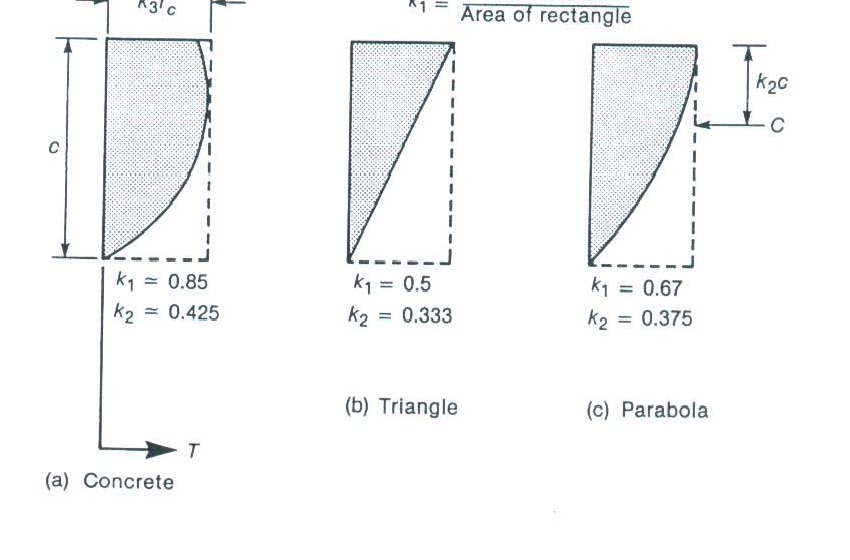 k3f'c
k1 =
Area of rectangle
c
k2c
C
k1 ≃ 0.85
k2 ≃ 0.425
k1 = 0.5
k2 = 0.333
k1 = 0.67
k2 = 0.375
(b) Triangle
(c) Parabola
T
(a) Concrete